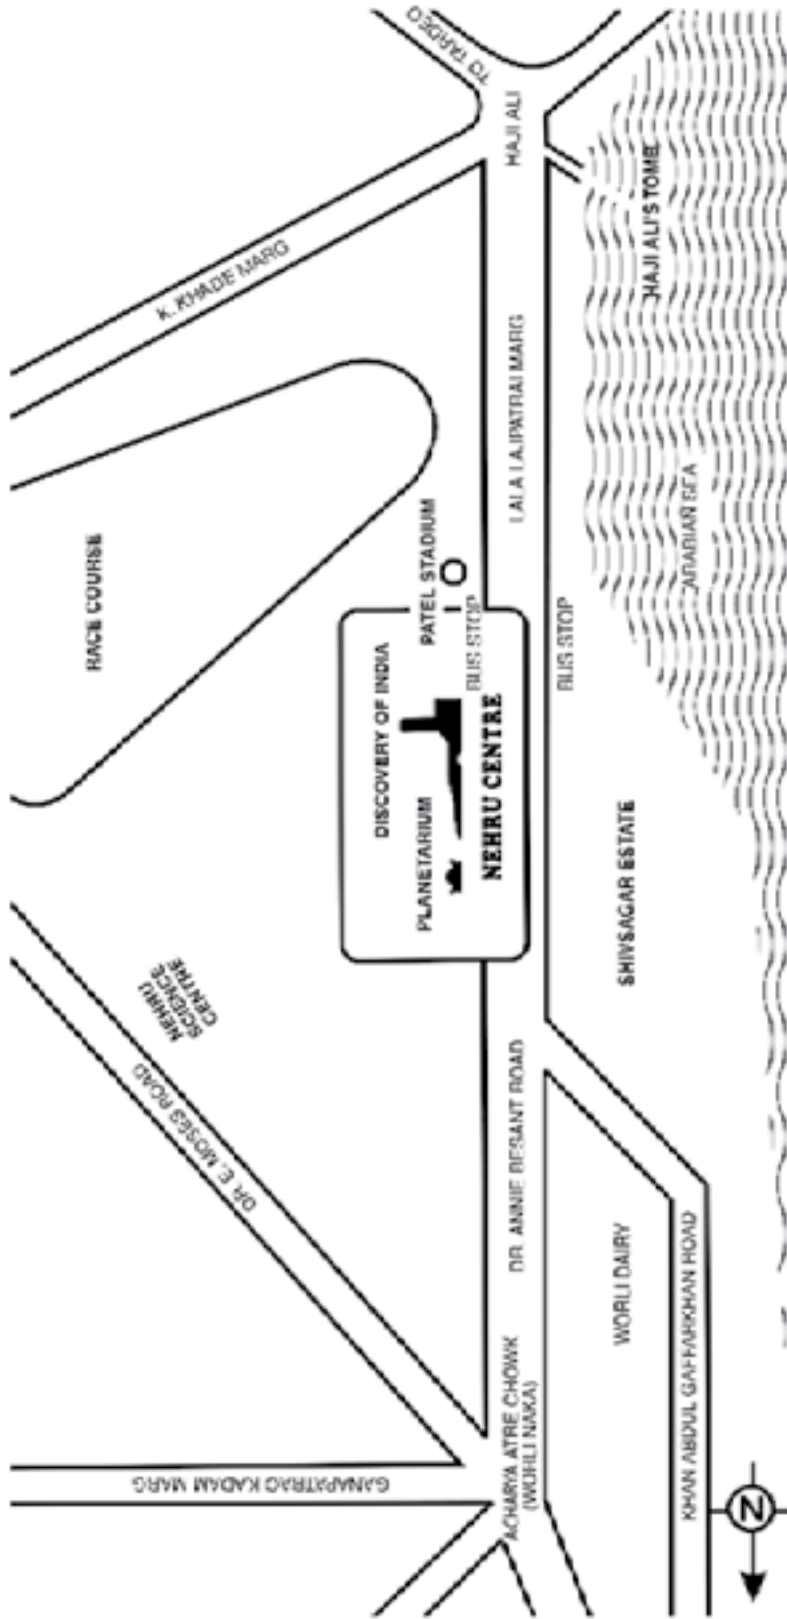 TO TARDEO
HAJI ALI
K. KHADE MARG
HAJI ALI'S TOMB
LALA LAJPATRAI MARG
ARABIAN SEA
RACE COURSE
PATEL STADIUM
BUS STOP
BUS STOP
DISCOVERY OF INDIA
PLANETARIUM
NEHRU CENTRE
SHIVSAGAR ESTATE
NEHRU
SCIENCE
CENTRE
DR. E. MOSES ROAD
DR. ANNIE BESANT ROAD
WORLI DAIRY
KHAN ABDUL GAFFARKHAN ROAD
ACHARYA ATRE CHOWK
(WORLI NAKA)
GANAPATRAO KADAM MARG
N